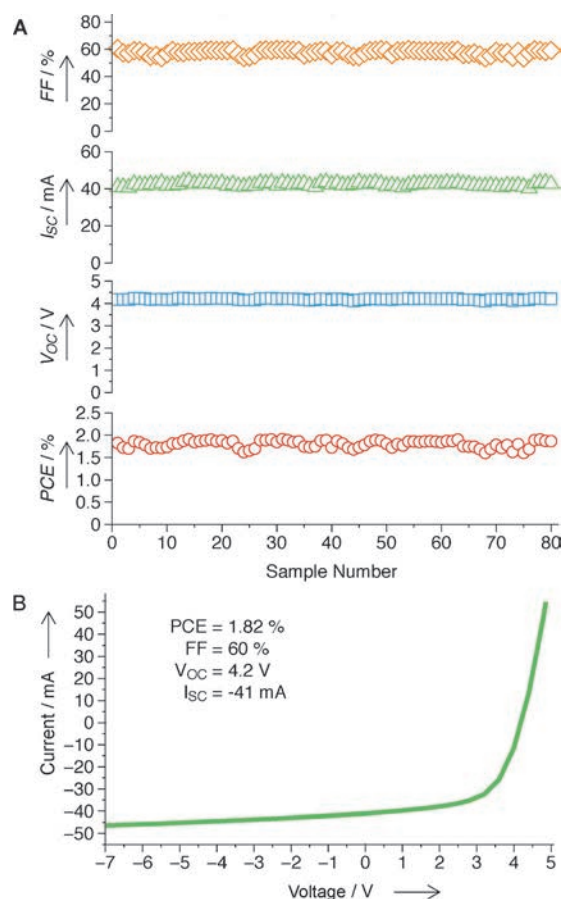 A
FF / %
80
60
40
20
0
I_SC / mA
60
40
20
0
V_OC / V
5
4
3
2
1
0
PCE / %
2.5
2.0
1.5
1.0
0.5
0
0 10 20 30 40 50 60 70 80
Sample Number
B
PCE = 1.82 %
FF = 60 %
V_OC = 4.2 V
I_SC = -41 mA
Current / mA
50
40
30
20
10
0
−10
−20
−30
−40
−50
−7 −6 −5 −4 −3 −2 −1 0 1 2 3 4 5
Voltage / V